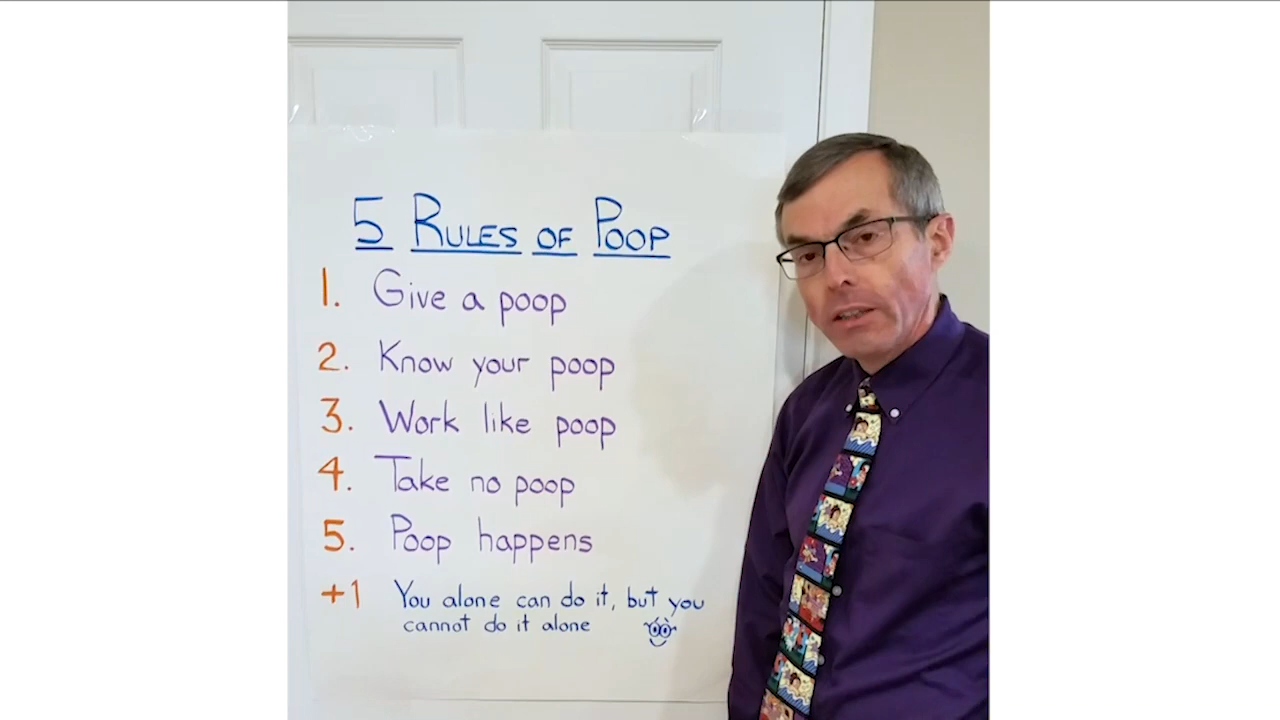 5 RULES OF POOP
1. Give a poop
2. Know your poop
3. Work like poop
4. Take no poop
5. Poop happens
+1 You alone can do it, but you
cannot do it alone